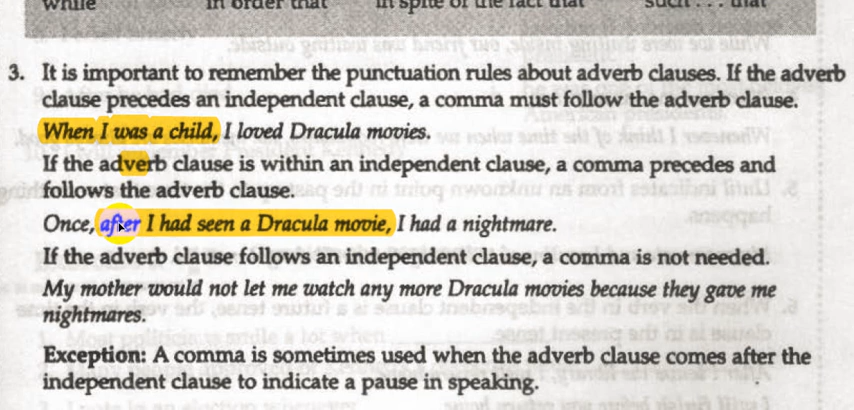 while in order that in spite of the fact that such . . . that
3. It is important to remember the punctuation rules about adverb clauses. If the adverb
clause precedes an independent clause, a comma must follow the adverb clause.
When I was a child, I loved Dracula movies.
If the adverb clause is within an independent clause, a comma precedes and
follows the adverb clause.
Once, after I had seen a Dracula movie, I had a nightmare.
If the adverb clause follows an independent clause, a comma is not needed.
My mother would not let me watch any more Dracula movies because they gave me
nightmares.
Exception: A comma is sometimes used when the adverb clause comes after the
independent clause to indicate a pause in speaking.